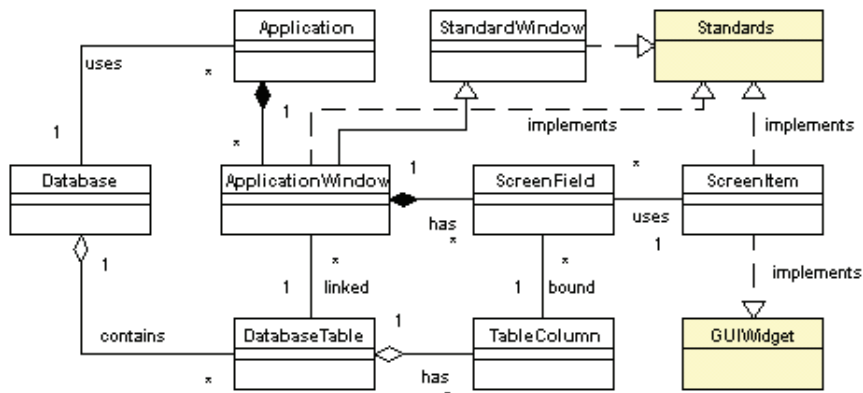 Application
StandardWindow
Standards
uses
*
1
1
*
implements
implements
Database
ApplicationWindow
1
ScreenField
*
ScreenItem
has
*
uses
1
1
*
1
linked
*
1
bound
implements
contains
*
DatabaseTable
1
TableColumn
GUIWidget
has